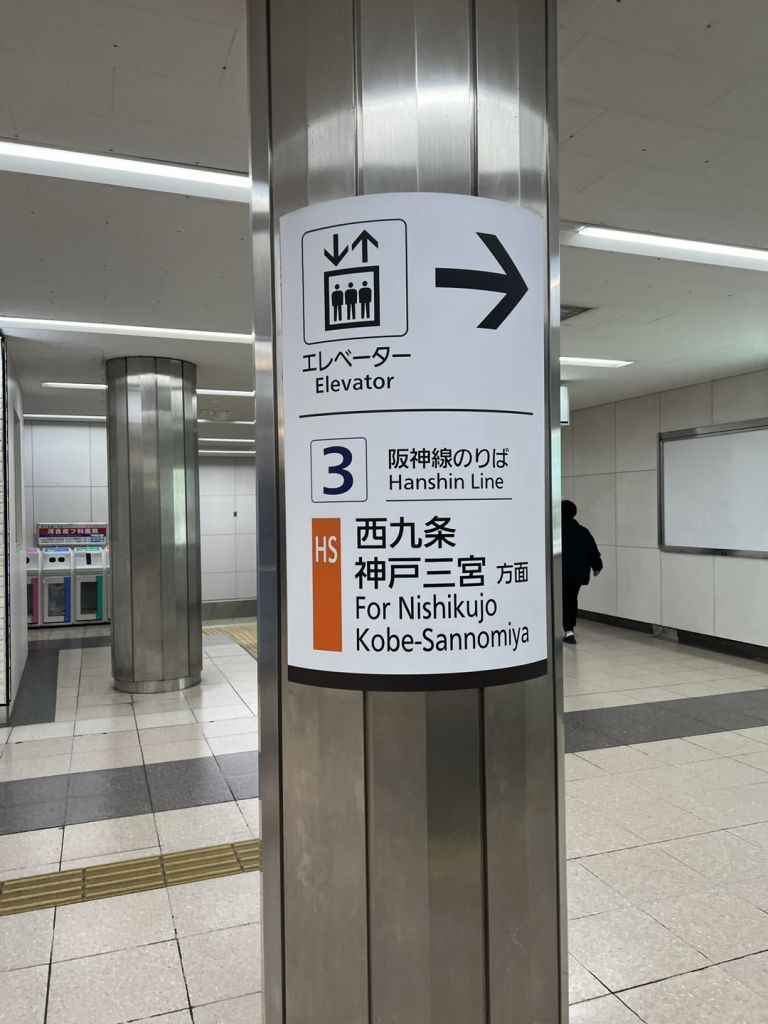 エレベーター
Elevator
3
阪神線のりば
Hanshin Line
HS
西九条
神戸三宮 方面
For Nishikujo
Kobe-Sannomiya